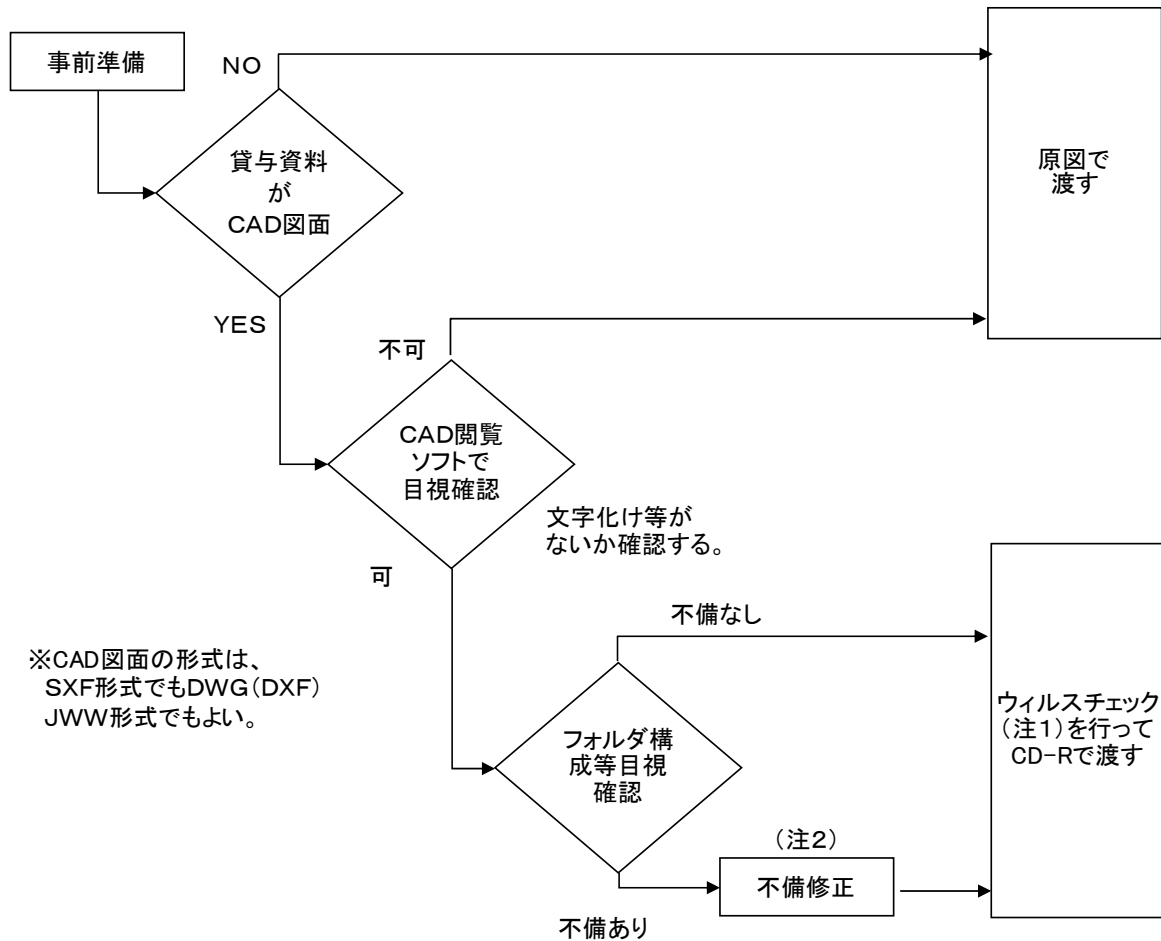 事前準備
NO
貸与資料
が
CAD図面
原図で
渡す
YES
不可
CAD閲覧
ソフトで
目視確認
文字化け等が
ないか確認する。
可
不備なし
※CAD図面の形式は、
SXF形式でもDWG(DXF)
JWW形式でもよい。
フォルダ構
成等目視
確認
ウィルスチェック
(注1)を行って
CD-Rで渡す
(注2)
不備修正
不備あり